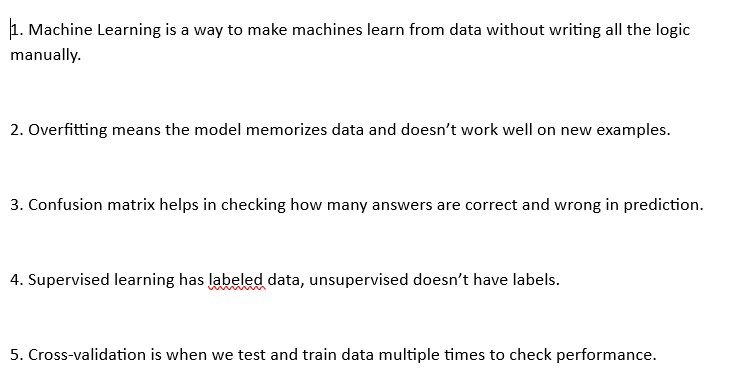 1. Machine Learning is a way to make machines learn from data without writing all the logic
manually.
2. Overfitting means the model memorizes data and doesn’t work well on new examples.
3. Confusion matrix helps in checking how many answers are correct and wrong in prediction.
4. Supervised learning has labeled data, unsupervised doesn’t have labels.
5. Cross-validation is when we test and train data multiple times to check performance.